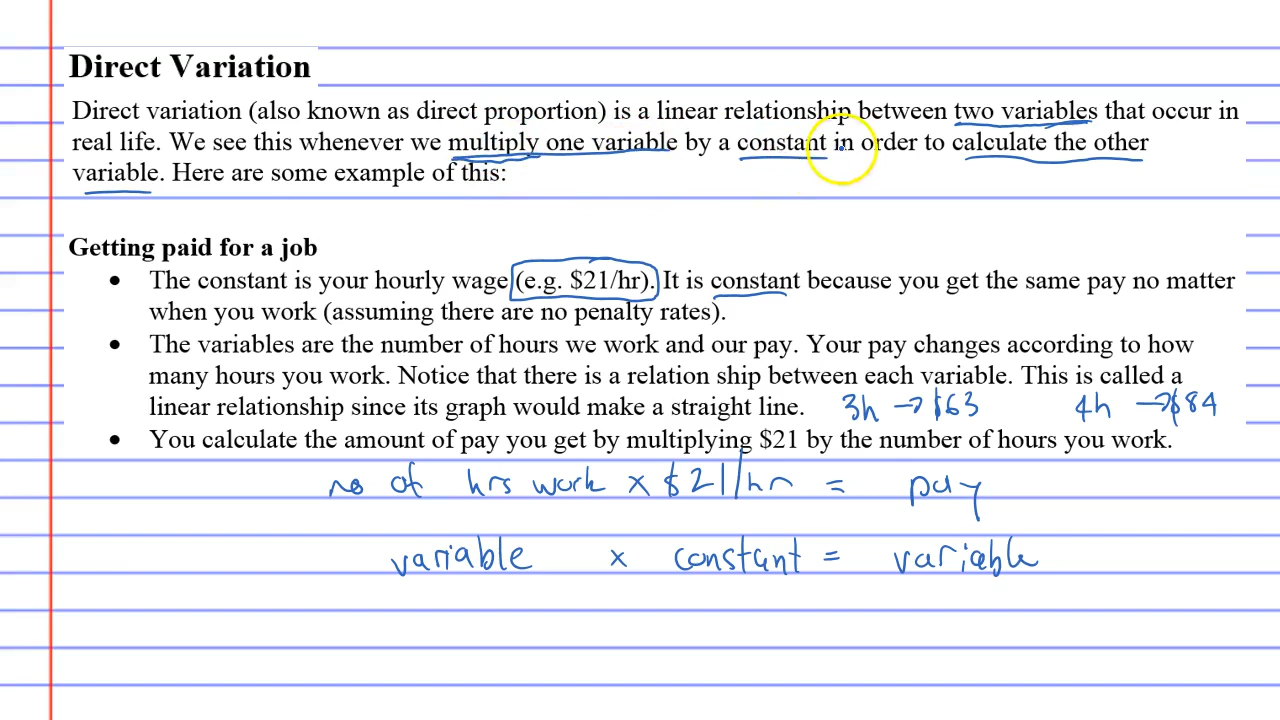 Direct Variation
Direct variation (also known as direct proportion) is a linear relationship between two variables that occur in
real life. We see this whenever we multiply one variable by a constant in order to calculate the other
variable. Here are some example of this:
Getting paid for a job
• The constant is your hourly wage (e.g. $21/hr). It is constant because you get the same pay no matter
when you work (assuming there are no penalty rates).
• The variables are the number of hours we work and our pay. Your pay changes according to how
many hours you work. Notice that there is a relation ship between each variable. This is called a
linear relationship since its graph would make a straight line. 3h → $63 4h → $84
• You calculate the amount of pay you get by multiplying $21 by the number of hours you work.
no of hrs work × $21/hr = pay
variable × constant = variable